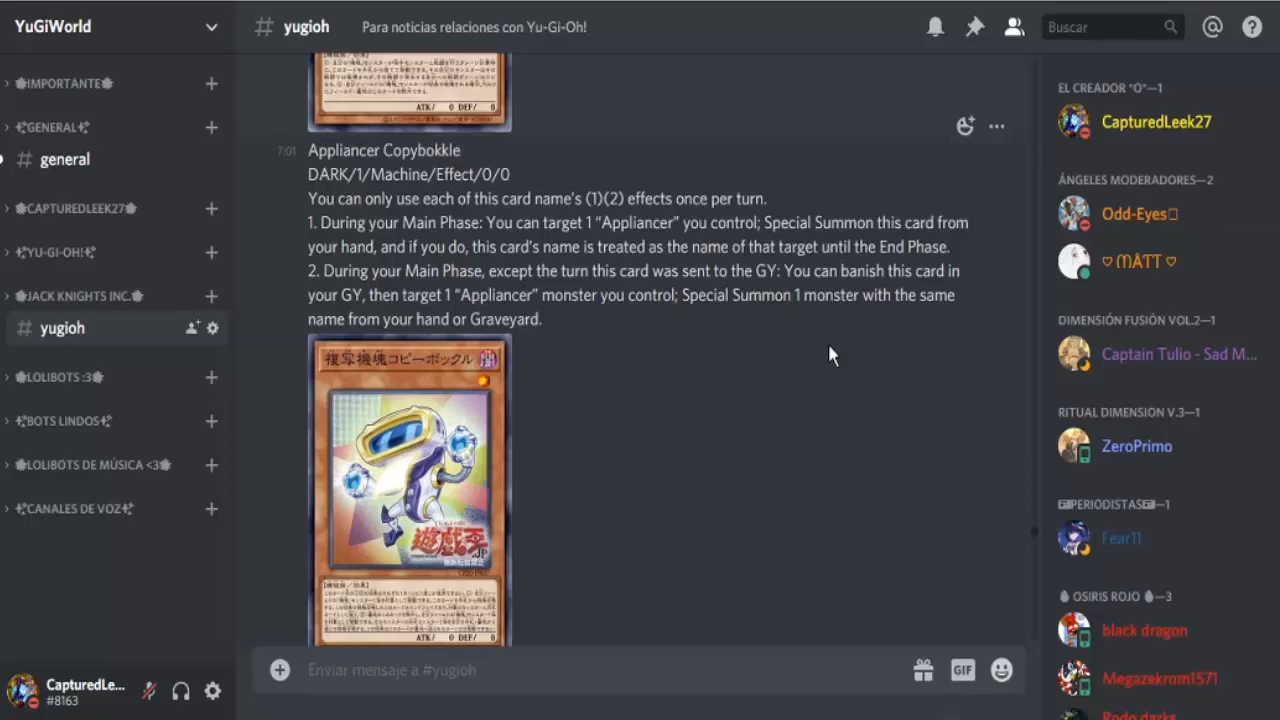 YuGiWorld
# yugioh
Para noticias relaciones con Yu-Gi-Oh!
Buscar
IMPORTANTE
GENERAL
# general
CAPTUREDLEEK27
YU-GI-OH!
JACK KNIGHTS INC.
# yugioh
LOLIBOTS :3
BOTS LINDOS
LOLIBOTS DE MÚSICA <3
CANALES DE VOZ
CapturedLe...
#8163
ATK/ 0 DEF/ 0
7:01
Appliancer Copybokkle
DARK/1/Machine/Effect/0/0
You can only use each of this card name's (1)(2) effects once per turn.
1. During your Main Phase: You can target 1 “Appliancer” you control; Special Summon this card from
your hand, and if you do, this card's name is treated as the name of that target until the End Phase.
2. During your Main Phase, except the turn this card was sent to the GY: You can banish this card in
your GY, then target 1 “Appliancer” monster you control; Special Summon 1 monster with the same
name from your hand or Graveyard.
複写機塊コピーボックル
遊戯王.jp
【機械族／効果】
ATK/ 0 DEF/ 0
Enviar mensaje a #yugioh
GIF
EL CREADOR *O*—1
CapturedLeek27
ÁNGELES MODERADORES—2
Odd-Eyes
♡ MÁTT ♡
DIMENSIÓN FUSIÓN VOL.2—1
Captain Tulio - Sad M...
RITUAL DIMENSION V.3—1
ZeroPrimo
PERIODISTAS—1
Fear11
OSIRIS ROJO—3
black dragon
Megazekrom1571